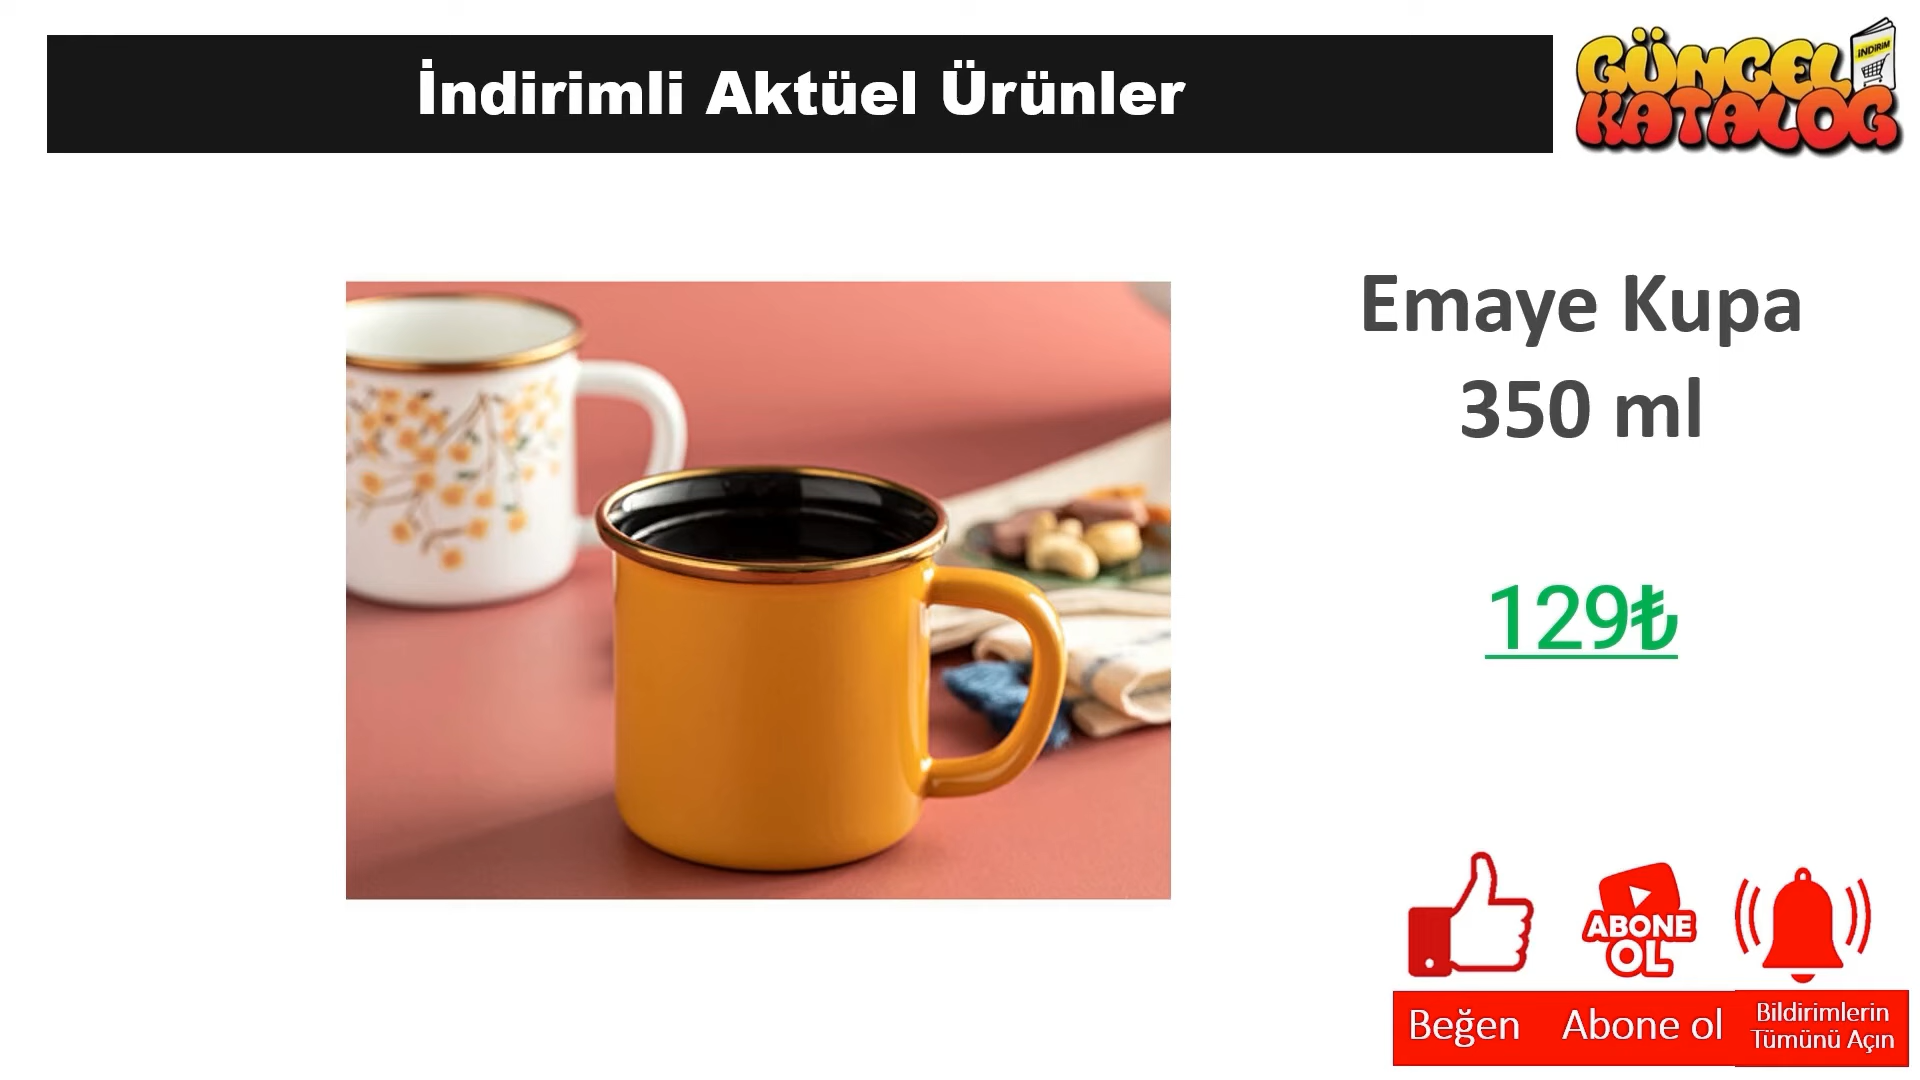 İndirimli Aktüel Ürünler
GÜNCEL
KATALOG
İNDİRİM
Emaye Kupa
350 ml
129₺
ABONE
OL
Beğen
Abone ol
Bildirimlerin
Tümünü Açın